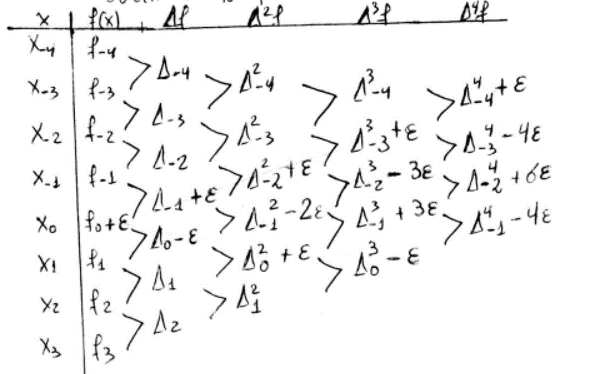 x f(x) Δf Δ²f Δ³f Δ⁴f
x₋₄ f₋₄
Δ₋₄
x₋₃ f₋₃ Δ²₋₄ Δ³₋₄ Δ⁴₋₄+ε
Δ₋₃
x₋₂ f₋₂ Δ²₋₃ Δ³₋₃+ε Δ⁴₋₃-4ε
Δ₋₂
x₋₁ f₋₁ Δ²₋₂+ε Δ³₋₂-3ε Δ⁴₋₂+6ε
Δ₋₁+ε
x₀ f₀+ε Δ²₋₁-2ε Δ³₋₁+3ε Δ⁴₋₁-4ε
Δ₀-ε
x₁ f₁ Δ²₀+ε Δ³₀-ε
Δ₁
x₂ f₂ Δ²₁
Δ₂
x₃ f₃